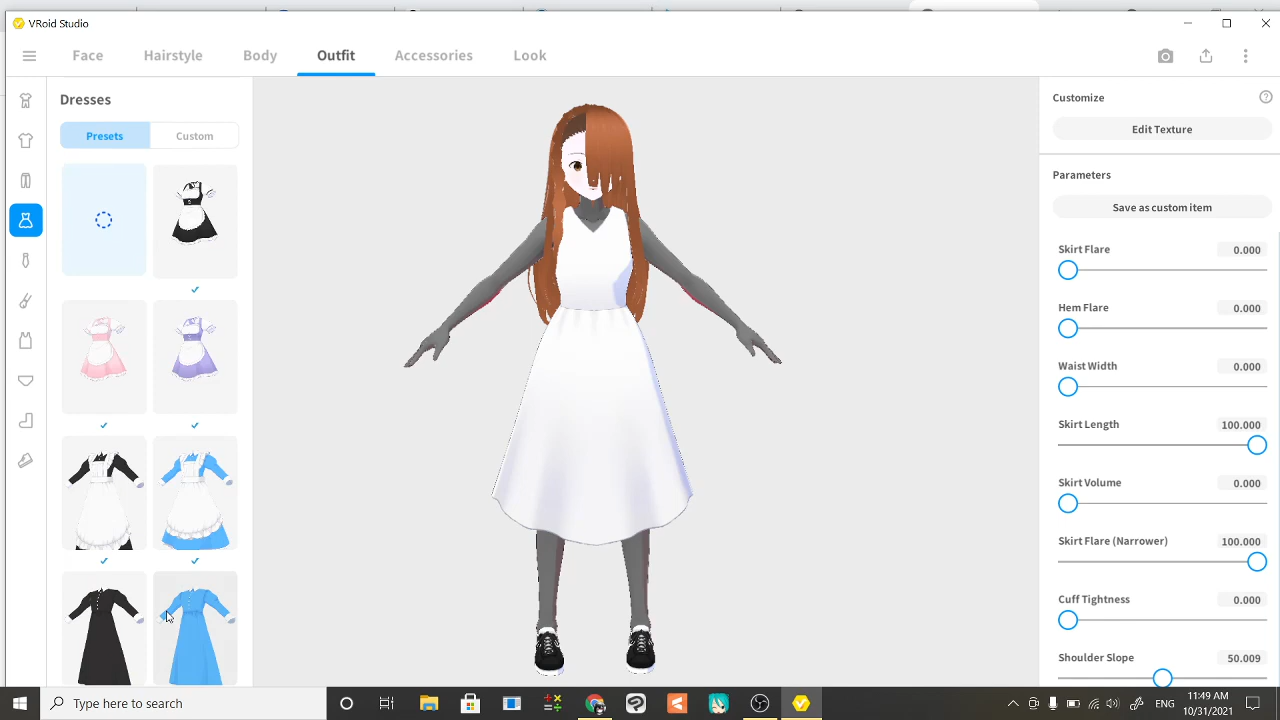 VRoid Studio
Face
Hairstyle
Body
Outfit
Accessories
Look
Dresses
Presets
Custom
Customize
Edit Texture
Parameters
Save as custom item
Skirt Flare 0.000
Hem Flare 0.000
Waist Width 0.000
Skirt Length 100.000
Skirt Volume 0.000
Skirt Flare (Narrower) 100.000
Cuff Tightness 0.000
Shoulder Slope 50.009
Type here to search
11:49 AM
10/31/2021